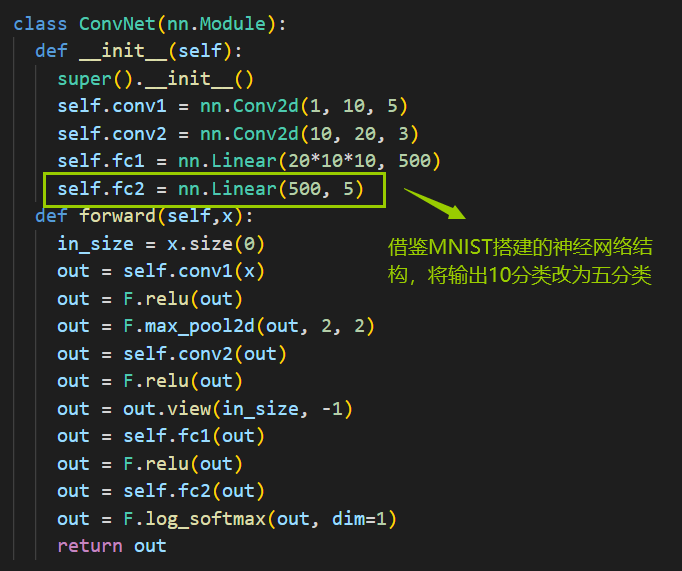 class ConvNet(nn.Module):
def __init__(self):
super().__init__()
self.conv1 = nn.Conv2d(1, 10, 5)
self.conv2 = nn.Conv2d(10, 20, 3)
self.fc1 = nn.Linear(20*10*10, 500)
self.fc2 = nn.Linear(500, 5)
def forward(self,x):
in_size = x.size(0)
out = self.conv1(x)
out = F.relu(out)
out = F.max_pool2d(out, 2, 2)
out = self.conv2(out)
out = F.relu(out)
out = out.view(in_size, -1)
out = self.fc1(out)
out = F.relu(out)
out = self.fc2(out)
out = F.log_softmax(out, dim=1)
return out
借鉴MNIST搭建的神经网络结
构，将输出10分类改为五分类